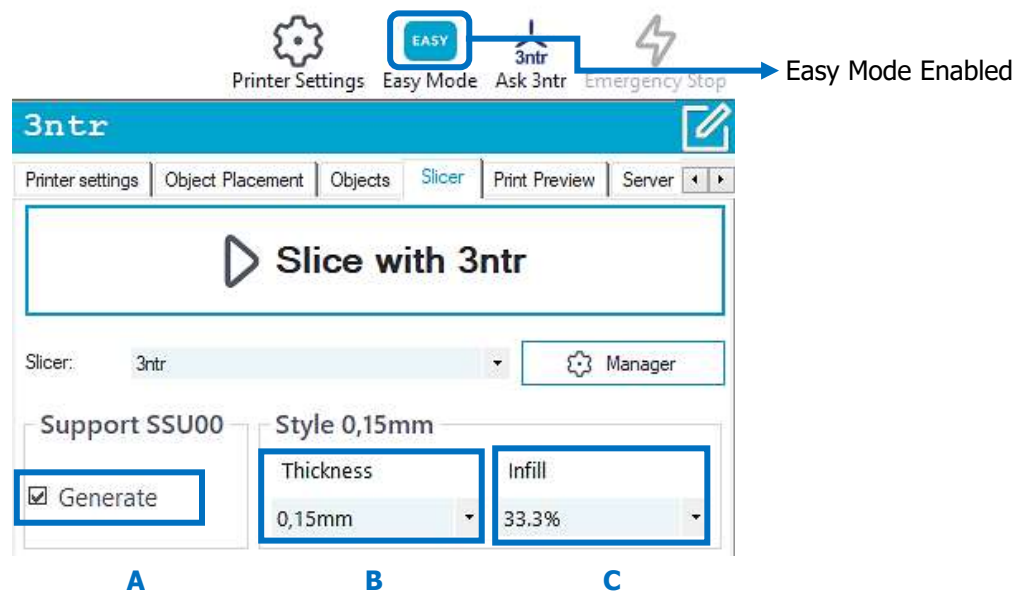 EASY
3ntr
Printer Settings Easy Mode Ask 3ntr Emergency Stop
Easy Mode Enabled
3ntr
Printer settings Object Placement Objects Slicer Print Preview Server
Slice with 3ntr
Slicer: 3ntr Manager
Support SSU00 Style 0,15mm
Thickness Infill
Generate
0,15mm 33.3%
A B C